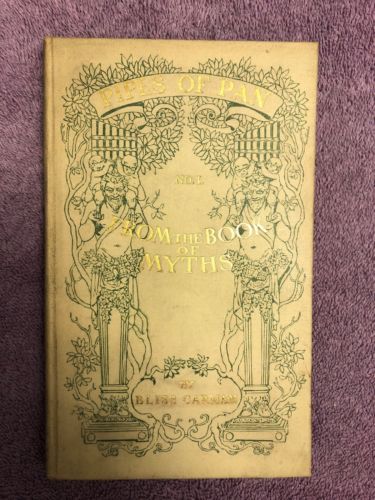 PIPES OF PAN
NO. I.
FROM THE BOOK
OF
MYTHS
BY
BLISS CARMAN